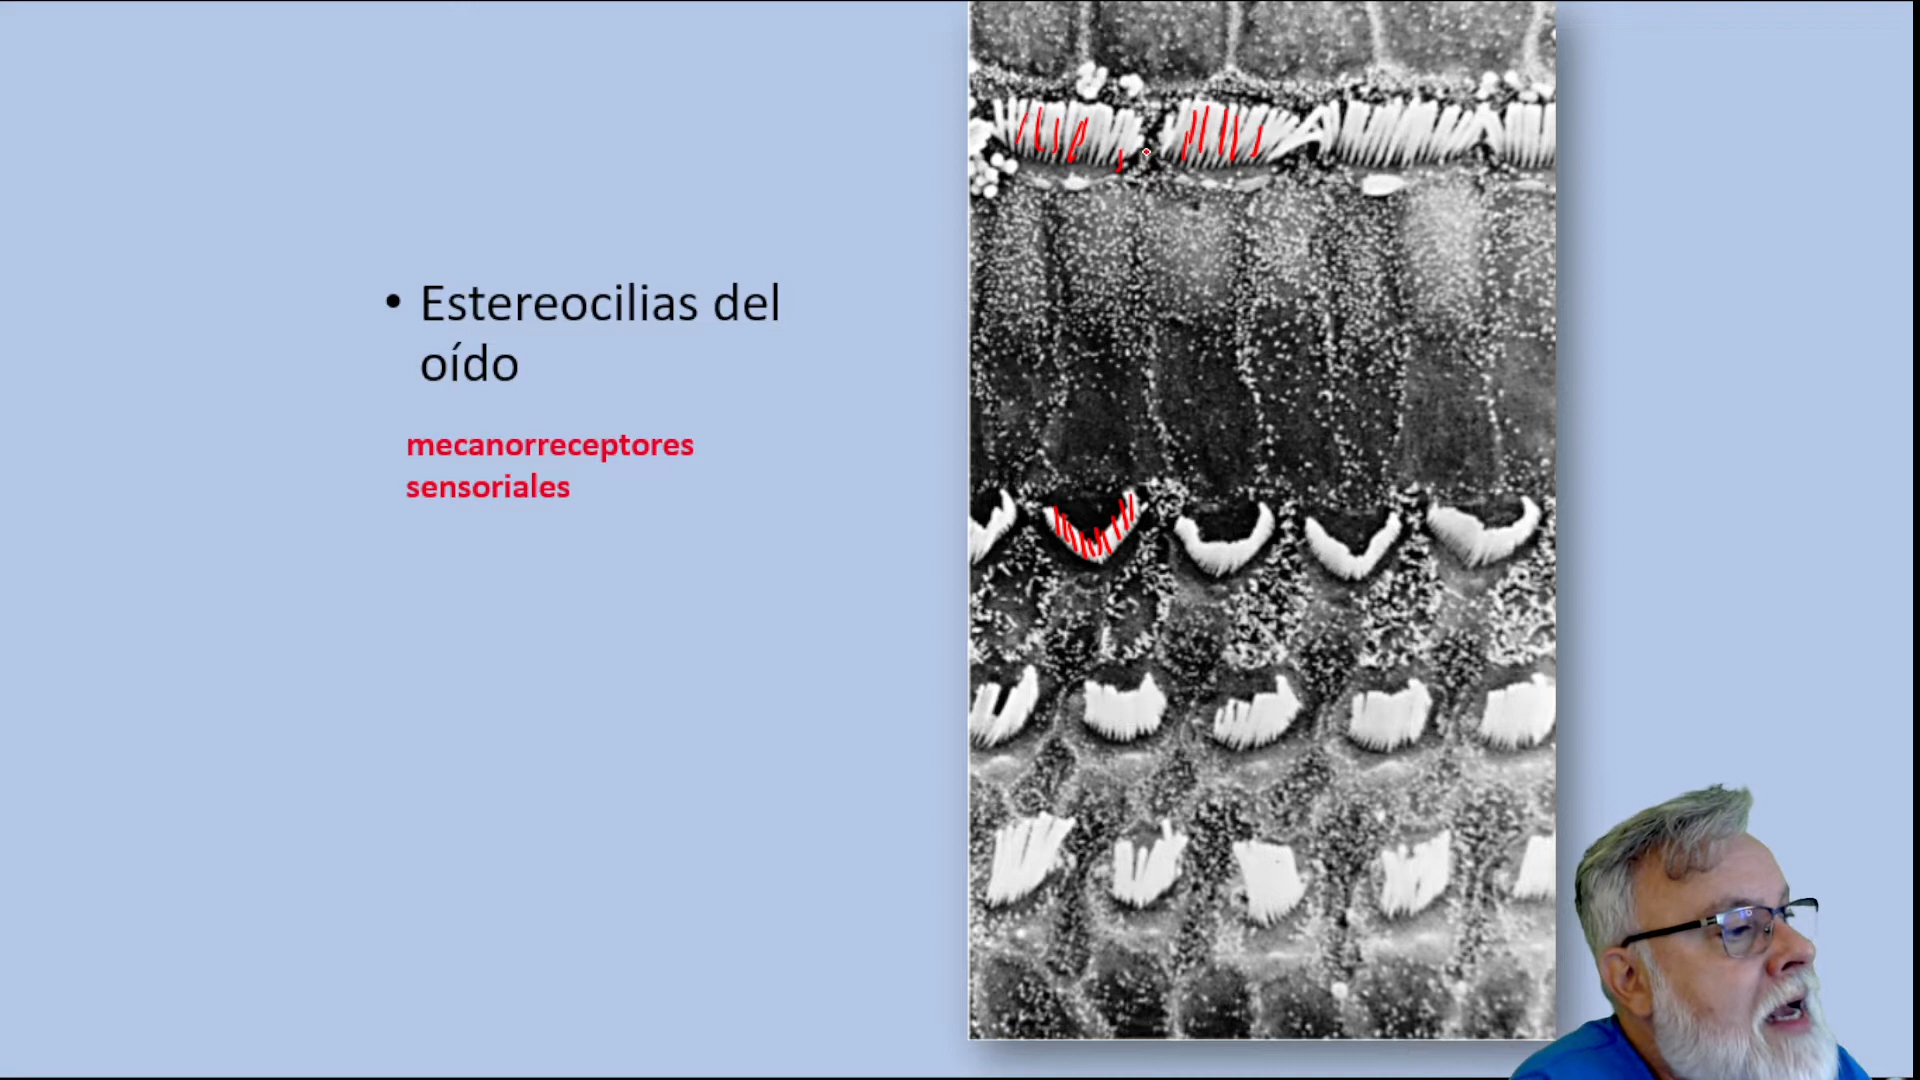 • Estereocilias del
oído
mecanorreceptores
sensoriales